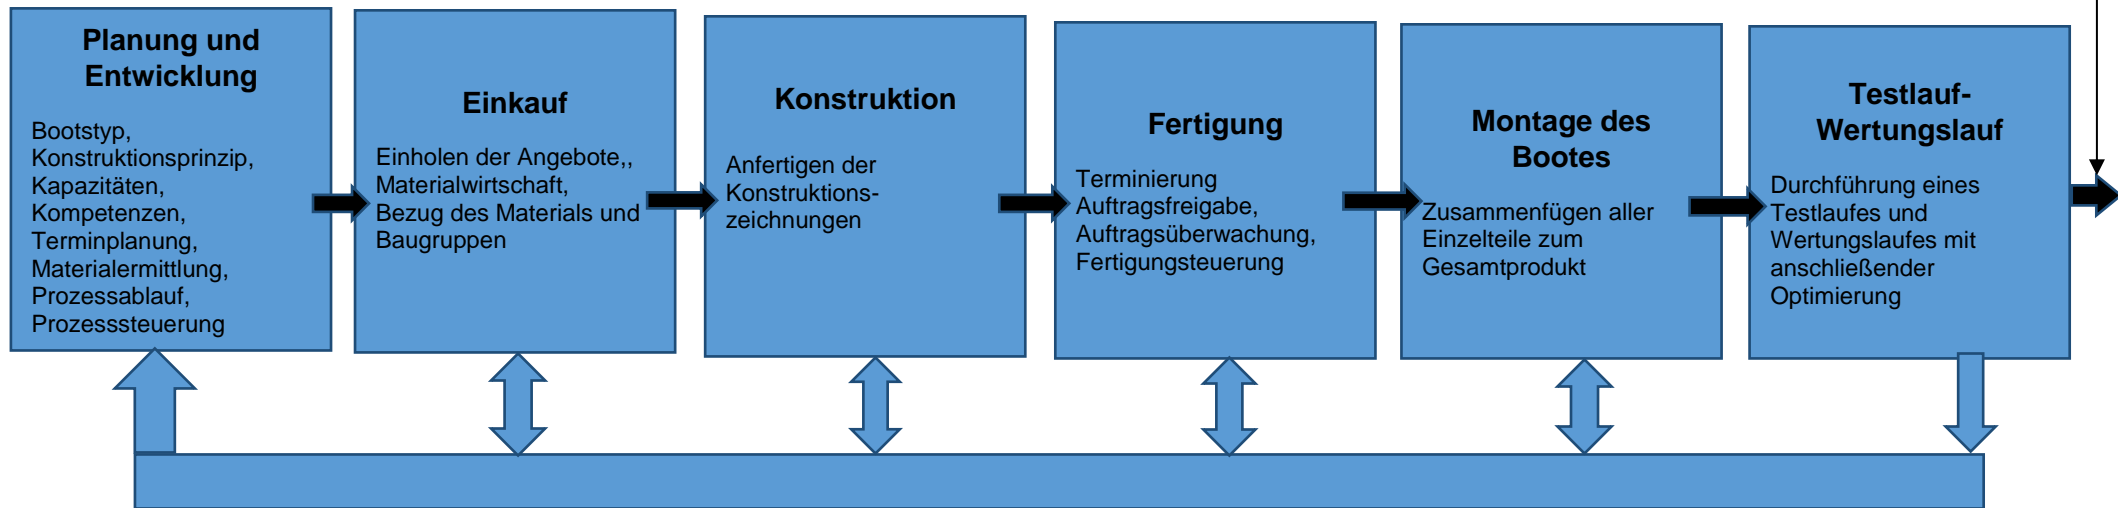 Planung und
Entwicklung
Bootstyp,
Konstruktionsprinzip,
Kapazitäten,
Kompetenzen,
Terminplanung,
Materialermittlung,
Prozessablauf,
Prozesssteuerung
Einkauf
Einholen der Angebote,,
Materialwirtschaft,
Bezug des Materials und
Baugruppen
Konstruktion
Anfertigen der
Konstruktions-
zeichnungen
Fertigung
Terminierung
Auftragsfreigabe,
Auftragsüberwachung,
Fertigungsteuerung
Montage des
Bootes
Zusammenfügen aller
Einzelteile zum
Gesamtprodukt
Testlauf-
Wertungslauf
Durchführung eines
Testlaufes und
Wertungslaufes mit
anschließender
Optimierung